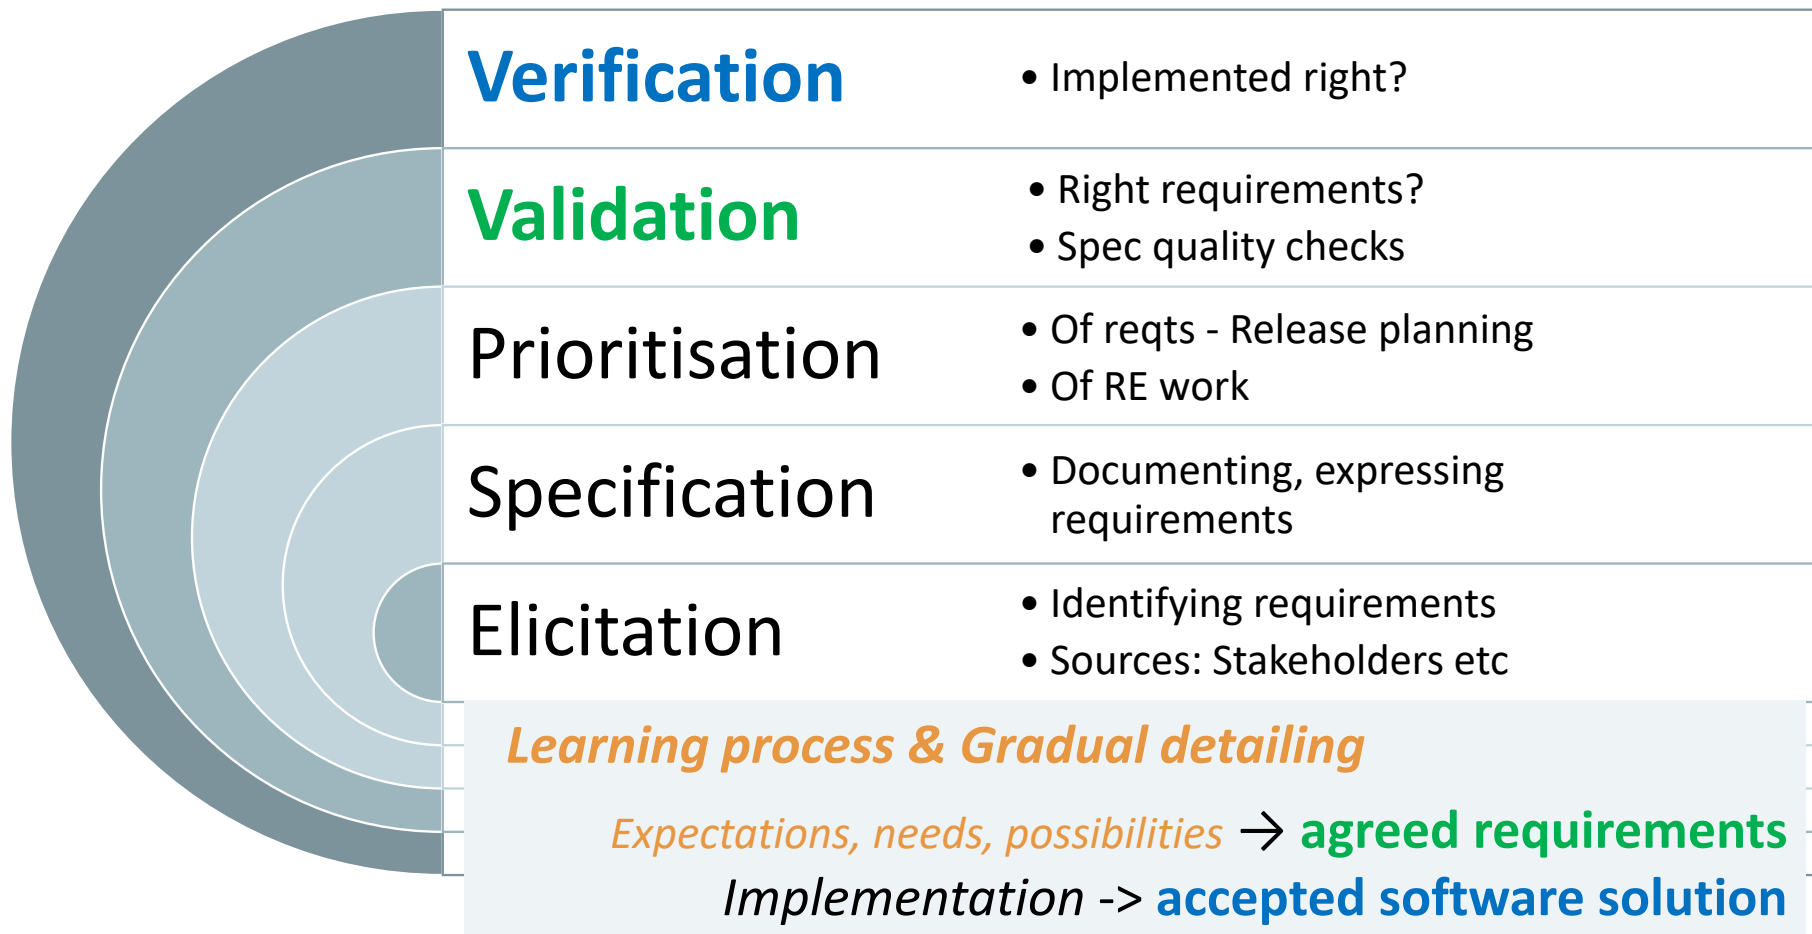 Verification
• Implemented right?
Validation
• Right requirements?
• Spec quality checks
Prioritisation
• Of reqts - Release planning
• Of RE work
Specification
• Documenting, expressing
requirements
Elicitation
• Identifying requirements
• Sources: Stakeholders etc
Learning process & Gradual detailing
Expectations, needs, possibilities → agreed requirements
Implementation -> accepted software solution